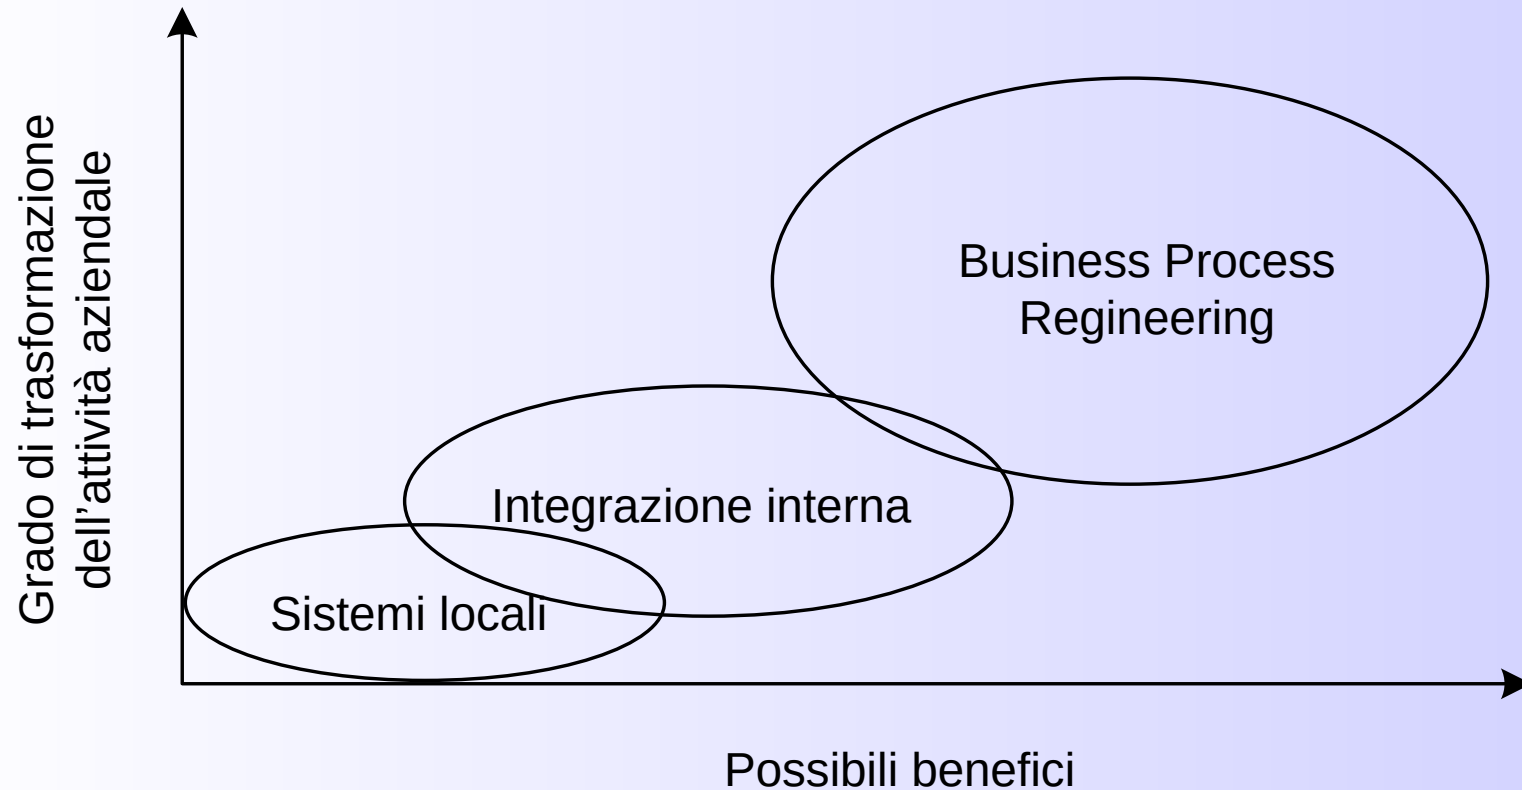 Grado di trasformazione
dell’attività aziendale
Business Process
Regineering
Integrazione interna
Sistemi locali
Possibili benefici